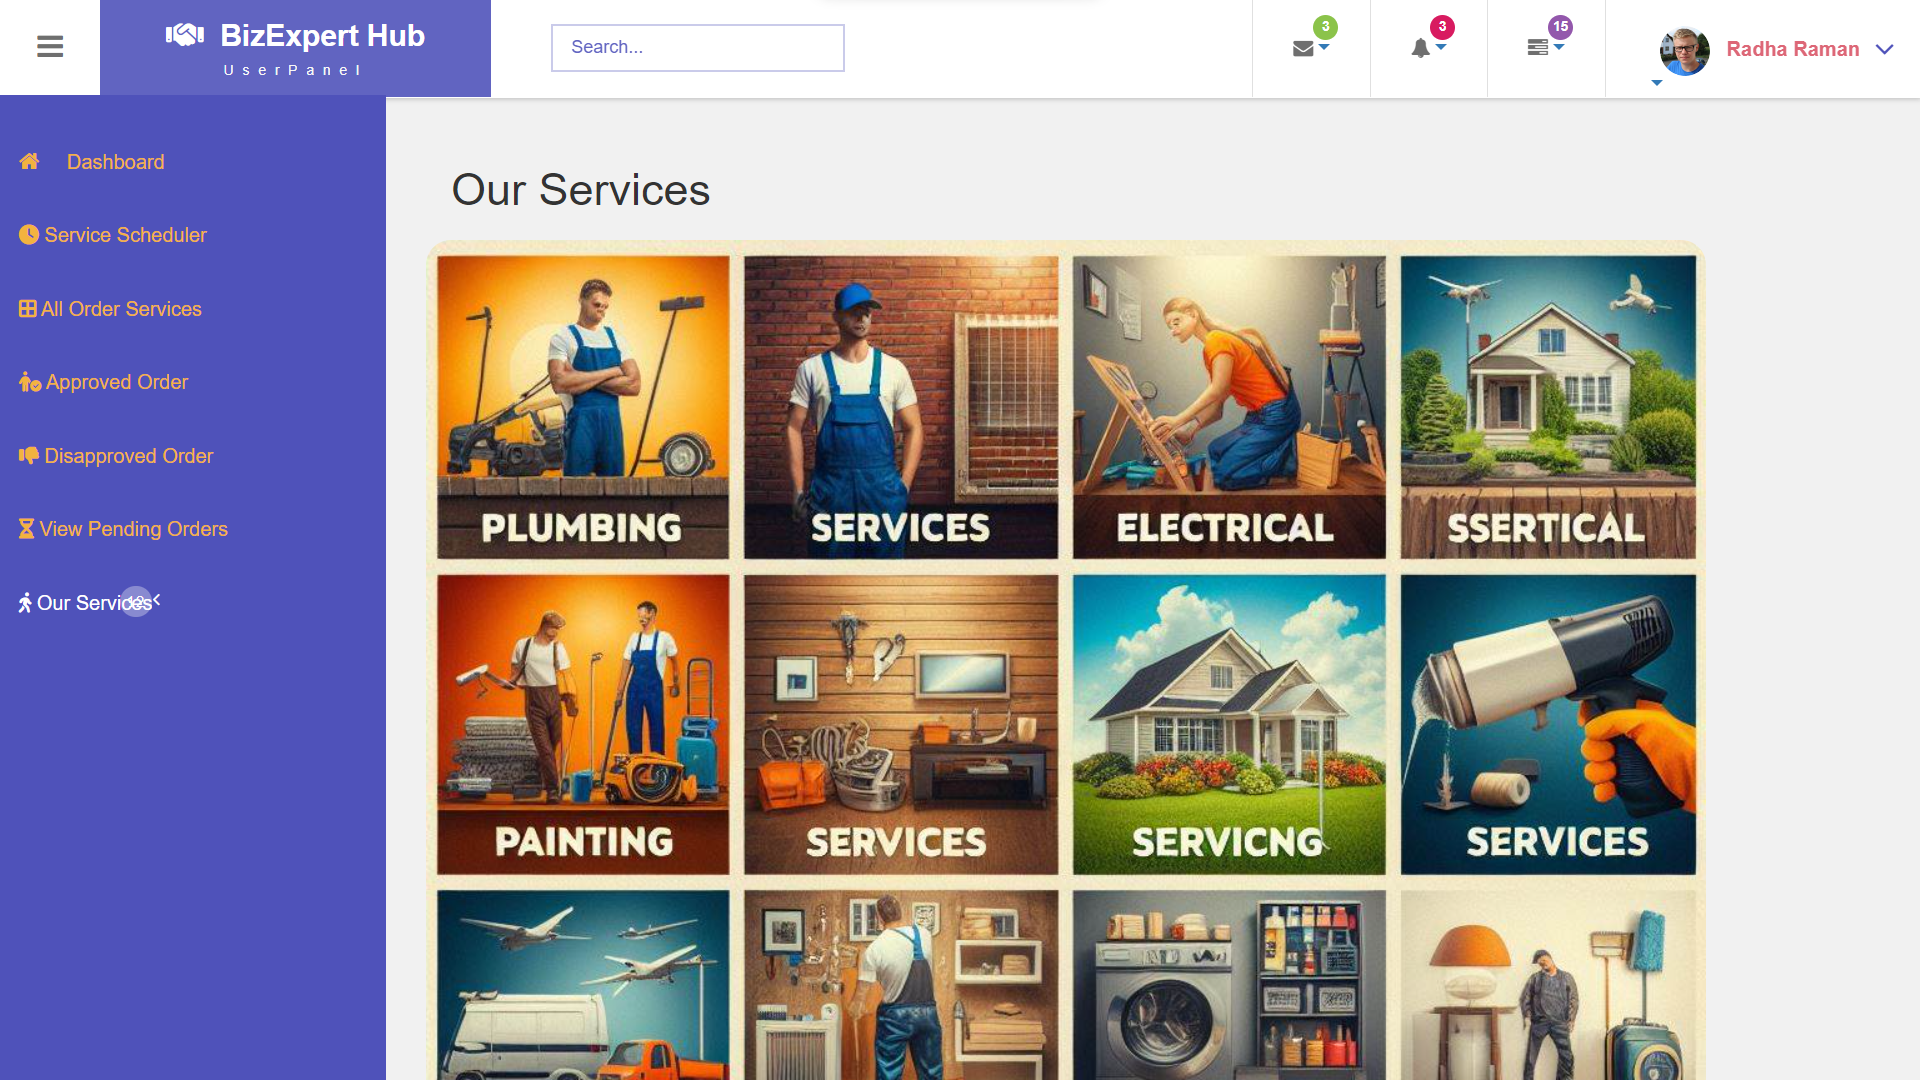 BizExpert Hub
UserPanel
Search...
3
3
15
Radha Raman
Dashboard
Service Scheduler
All Order Services
Approved Order
Disapproved Order
View Pending Orders
Our Services
Our Services
PLUMBING
SERVICES
ELECTRICAL
SSERTICAL
PAINTING
SERVICES
SERVICNG
SERVICES